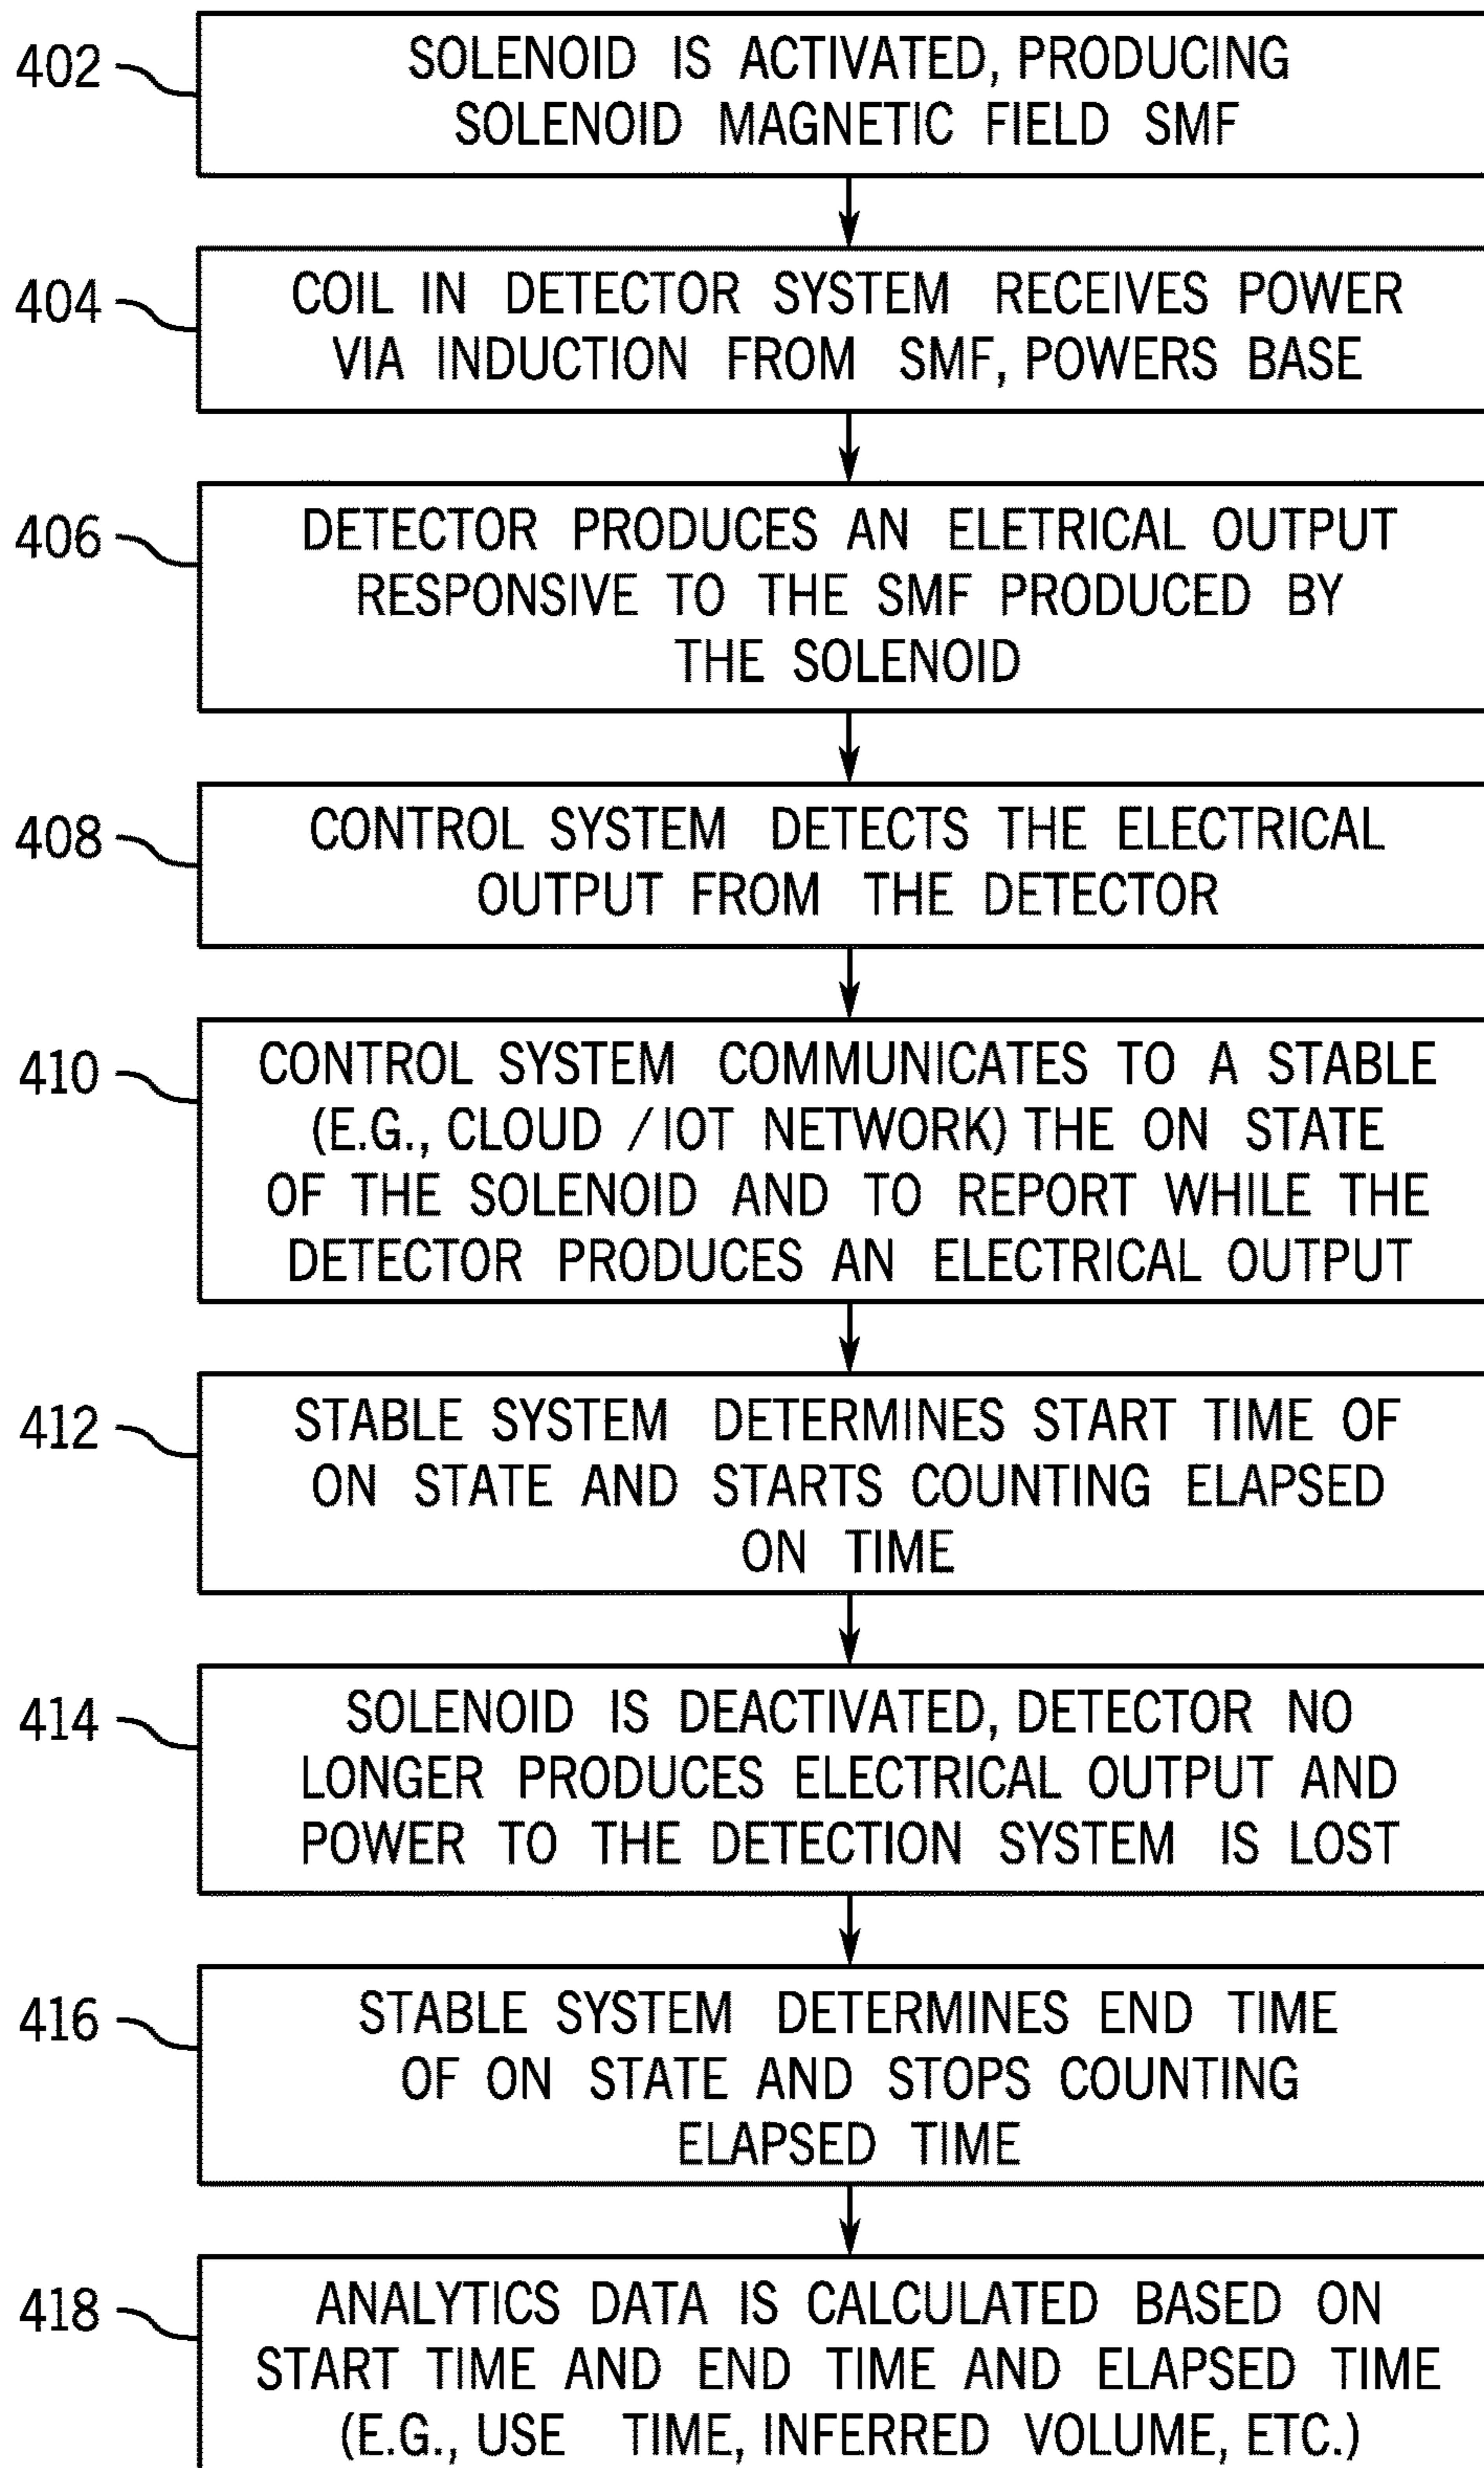 402
SOLENOID IS ACTIVATED, PRODUCING
SOLENOID MAGNETIC FIELD SMF
404
COIL IN DETECTOR SYSTEM RECEIVES POWER
VIA INDUCTION FROM SMF, POWERS BASE
406
DETECTOR PRODUCES AN ELETRICAL OUTPUT
RESPONSIVE TO THE SMF PRODUCED BY
THE SOLENOID
408
CONTROL SYSTEM DETECTS THE ELECTRICAL
OUTPUT FROM THE DETECTOR
410
CONTROL SYSTEM COMMUNICATES TO A STABLE
(E.G., CLOUD /IOT NETWORK) THE ON STATE
OF THE SOLENOID AND TO REPORT WHILE THE
DETECTOR PRODUCES AN ELECTRICAL OUTPUT
412
STABLE SYSTEM DETERMINES START TIME OF
ON STATE AND STARTS COUNTING ELAPSED
ON TIME
414
SOLENOID IS DEACTIVATED, DETECTOR NO
LONGER PRODUCES ELECTRICAL OUTPUT AND
POWER TO THE DETECTION SYSTEM IS LOST
416
STABLE SYSTEM DETERMINES END TIME
OF ON STATE AND STOPS COUNTING
ELAPSED TIME
418
ANALYTICS DATA IS CALCULATED BASED ON
START TIME AND END TIME AND ELAPSED TIME
(E.G., USE TIME, INFERRED VOLUME, ETC.)